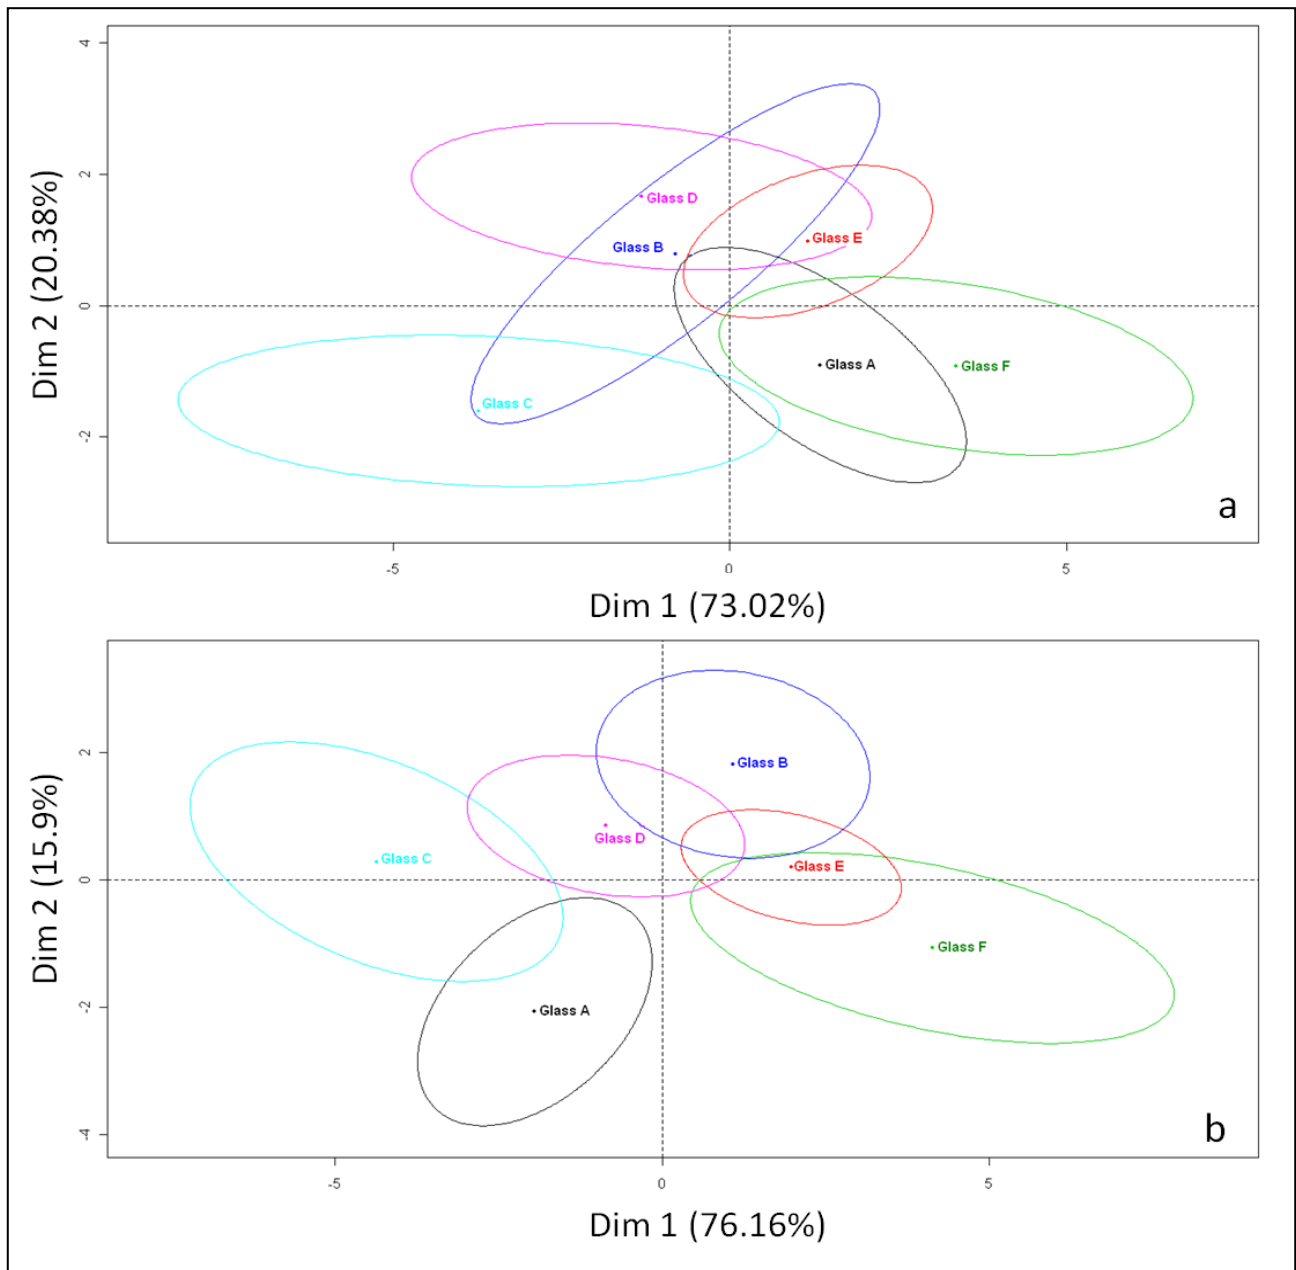 4
2
0
-2
Dim 2 (20.38%)
Glass D
Glass B
Glass E
Glass A
Glass F
Glass C
a
-5
0
5
Dim 1 (73.02%)
2
0
-2
-4
Dim 2 (15.9%)
Glass B
Glass D
Glass C
Glass E
Glass F
Glass A
b
-5
0
5
Dim 1 (76.16%)